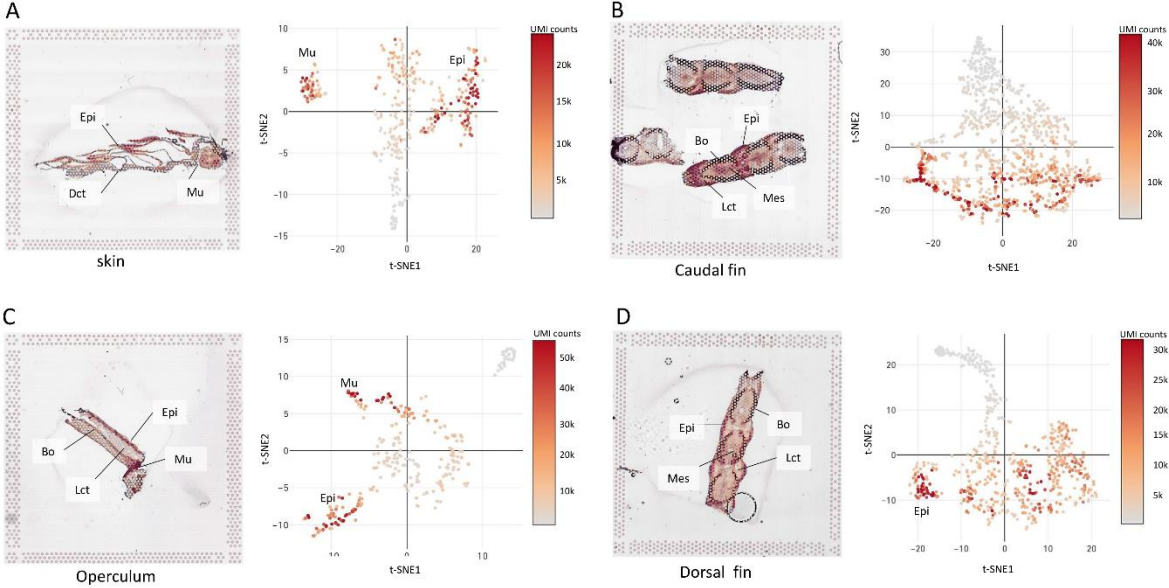 A
Epi
Dct
Mu
skin
t-SNE2
10
5
0
−5
−10
−15
Mu
Epi
−20
0
20
t-SNE1
UMI counts
20k
15k
10k
5k
B
Bo
Epi
Lct
Mes
Caudal fin
t-SNE2
30
20
10
0
−10
−20
−20
0
20
t-SNE1
UMI counts
40k
30k
20k
10k
C
Bo
Epi
Lct
Mu
Operculum
t-SNE2
15
10
5
0
−5
−10
Mu
Epi
−10
0
10
t-SNE1
UMI counts
50k
40k
30k
20k
10k
D
Epi
Bo
Mes
Lct
Dorsal fin
t-SNE2
20
10
0
−10
Epi
−20
−10
0
10
20
t-SNE1
UMI counts
30k
25k
20k
15k
10k
5k